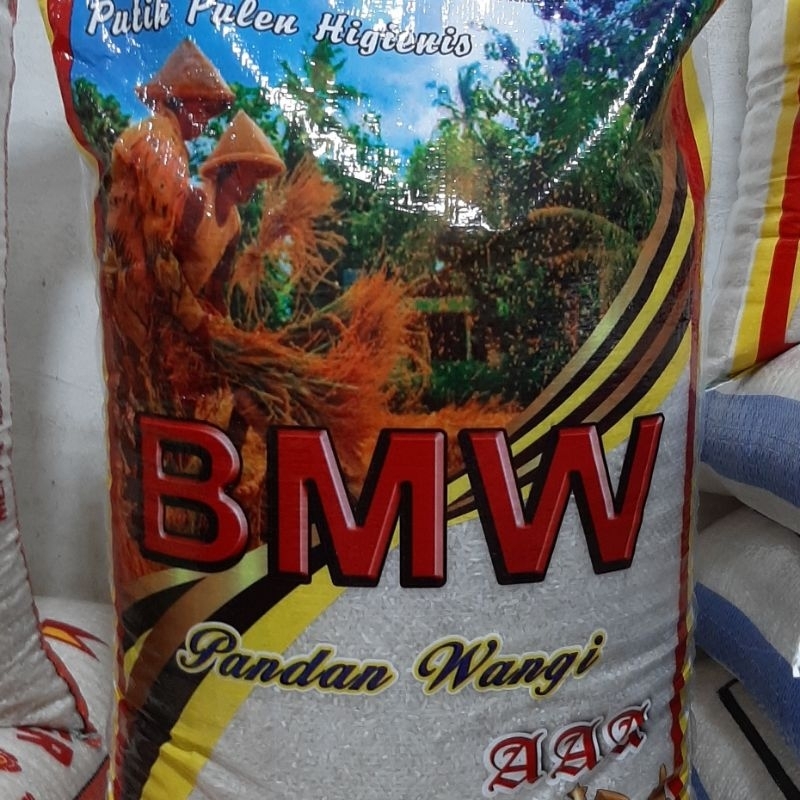 Putih Pulen Higienis
BMW
Pandan Wangi
AAA